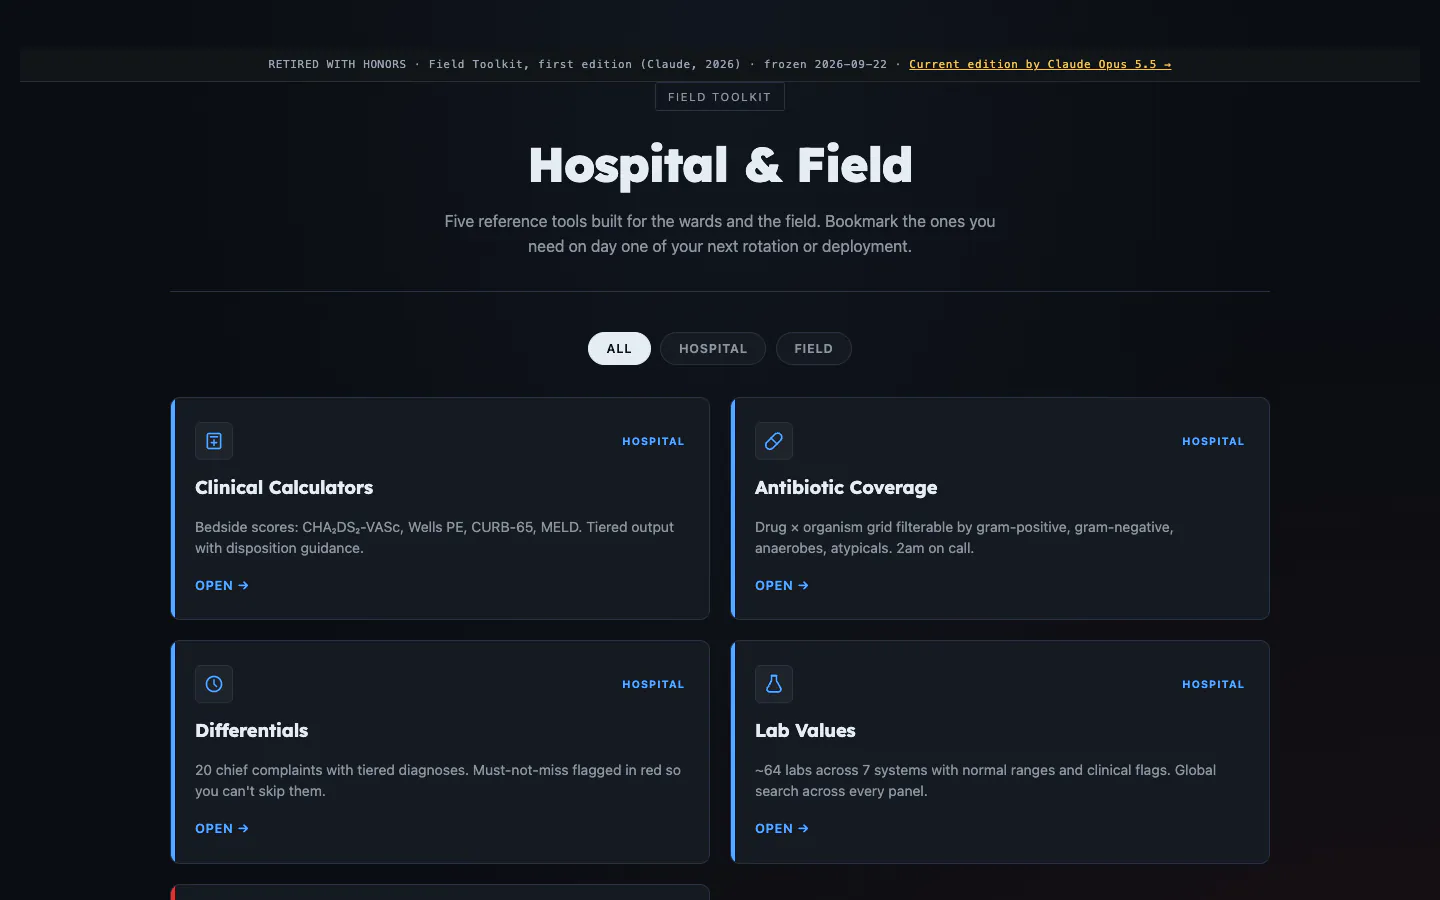 RETIRED WITH HONORS · Field Toolkit, first edition (Claude, 2026) · frozen 2026-09-22 · Current edition by Claude Opus 5.5 →
FIELD TOOLKIT
Hospital & Field
Five reference tools built for the wards and the field. Bookmark the ones you
need on day one of your next rotation or deployment.
ALL
HOSPITAL
FIELD
HOSPITAL
Clinical Calculators
Bedside scores: CHA₂DS₂-VASc, Wells PE, CURB-65, MELD. Tiered output
with disposition guidance.
OPEN →
HOSPITAL
Antibiotic Coverage
Drug × organism grid filterable by gram-positive, gram-negative,
anaerobes, atypicals. 2am on call.
OPEN →
HOSPITAL
Differentials
20 chief complaints with tiered diagnoses. Must-not-miss flagged in red so
you can't skip them.
OPEN →
HOSPITAL
Lab Values
~64 labs across 7 systems with normal ranges and clinical flags. Global
search across every panel.
OPEN →